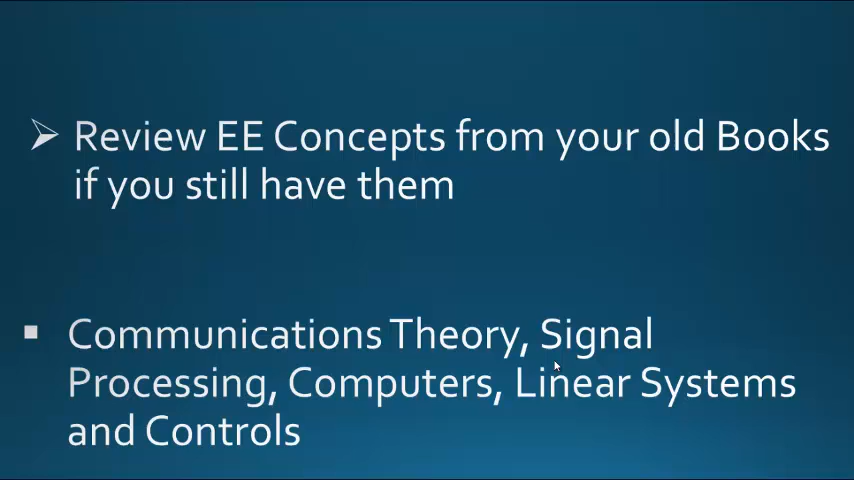 Review EE Concepts from your old Books
if you still have them
Communications Theory, Signal
Processing, Computers, Linear Systems
and Controls